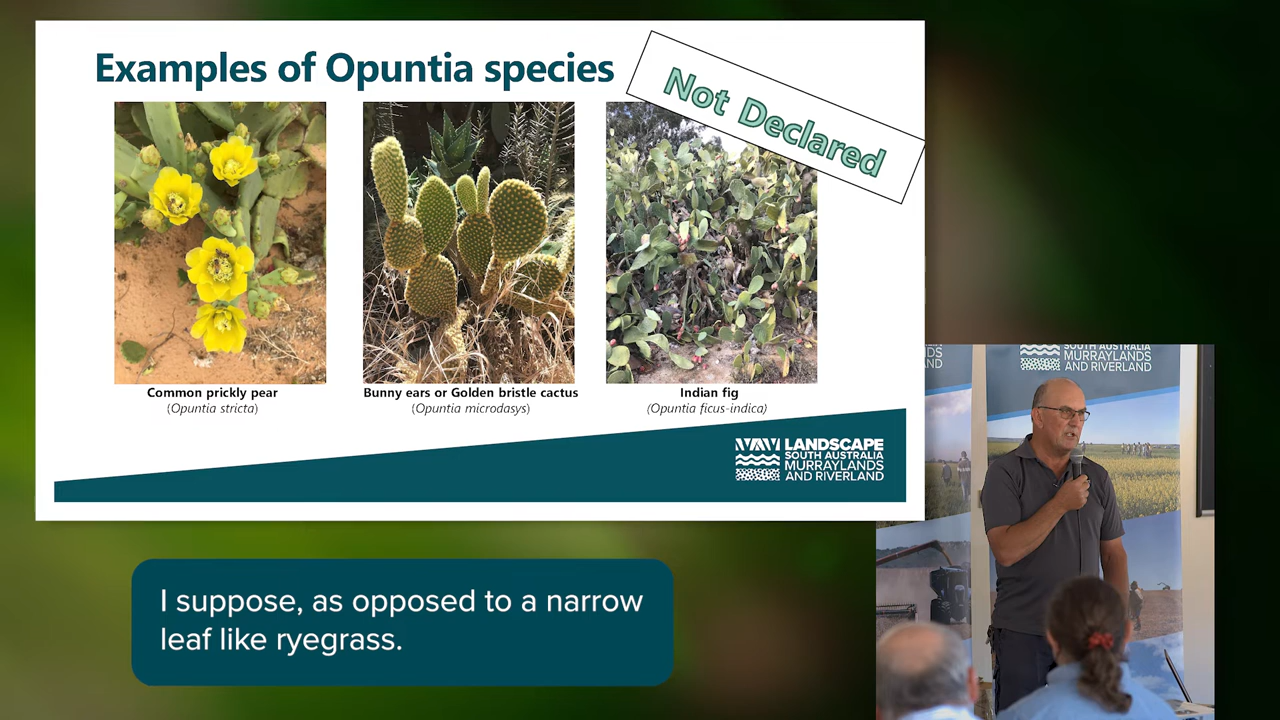 Examples of Opuntia species
Not Declared
Common prickly pear
(Opuntia stricta)
Bunny ears or Golden bristle cactus
(Opuntia microdasys)
Indian fig
(Opuntia ficus-indica)
LANDSCAPE
SOUTH AUSTRALIA
MURRAYLANDS
AND RIVERLAND
SOUTH AUSTRALIA
MURRAYLANDS
AND RIVERLAND
I suppose, as opposed to a narrow
leaf like ryegrass.